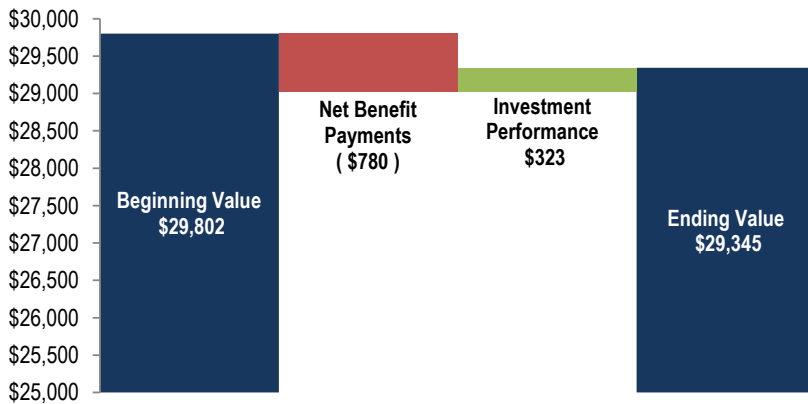 $30,000
$29,500
$29,000
$28,500
$28,000
$27,500
$27,000
$26,500
$26,000
$25,500
$25,000
Beginning Value
$29,802
Net Benefit
Payments
( $780 )
Investment
Performance
$323
Ending Value
$29,345